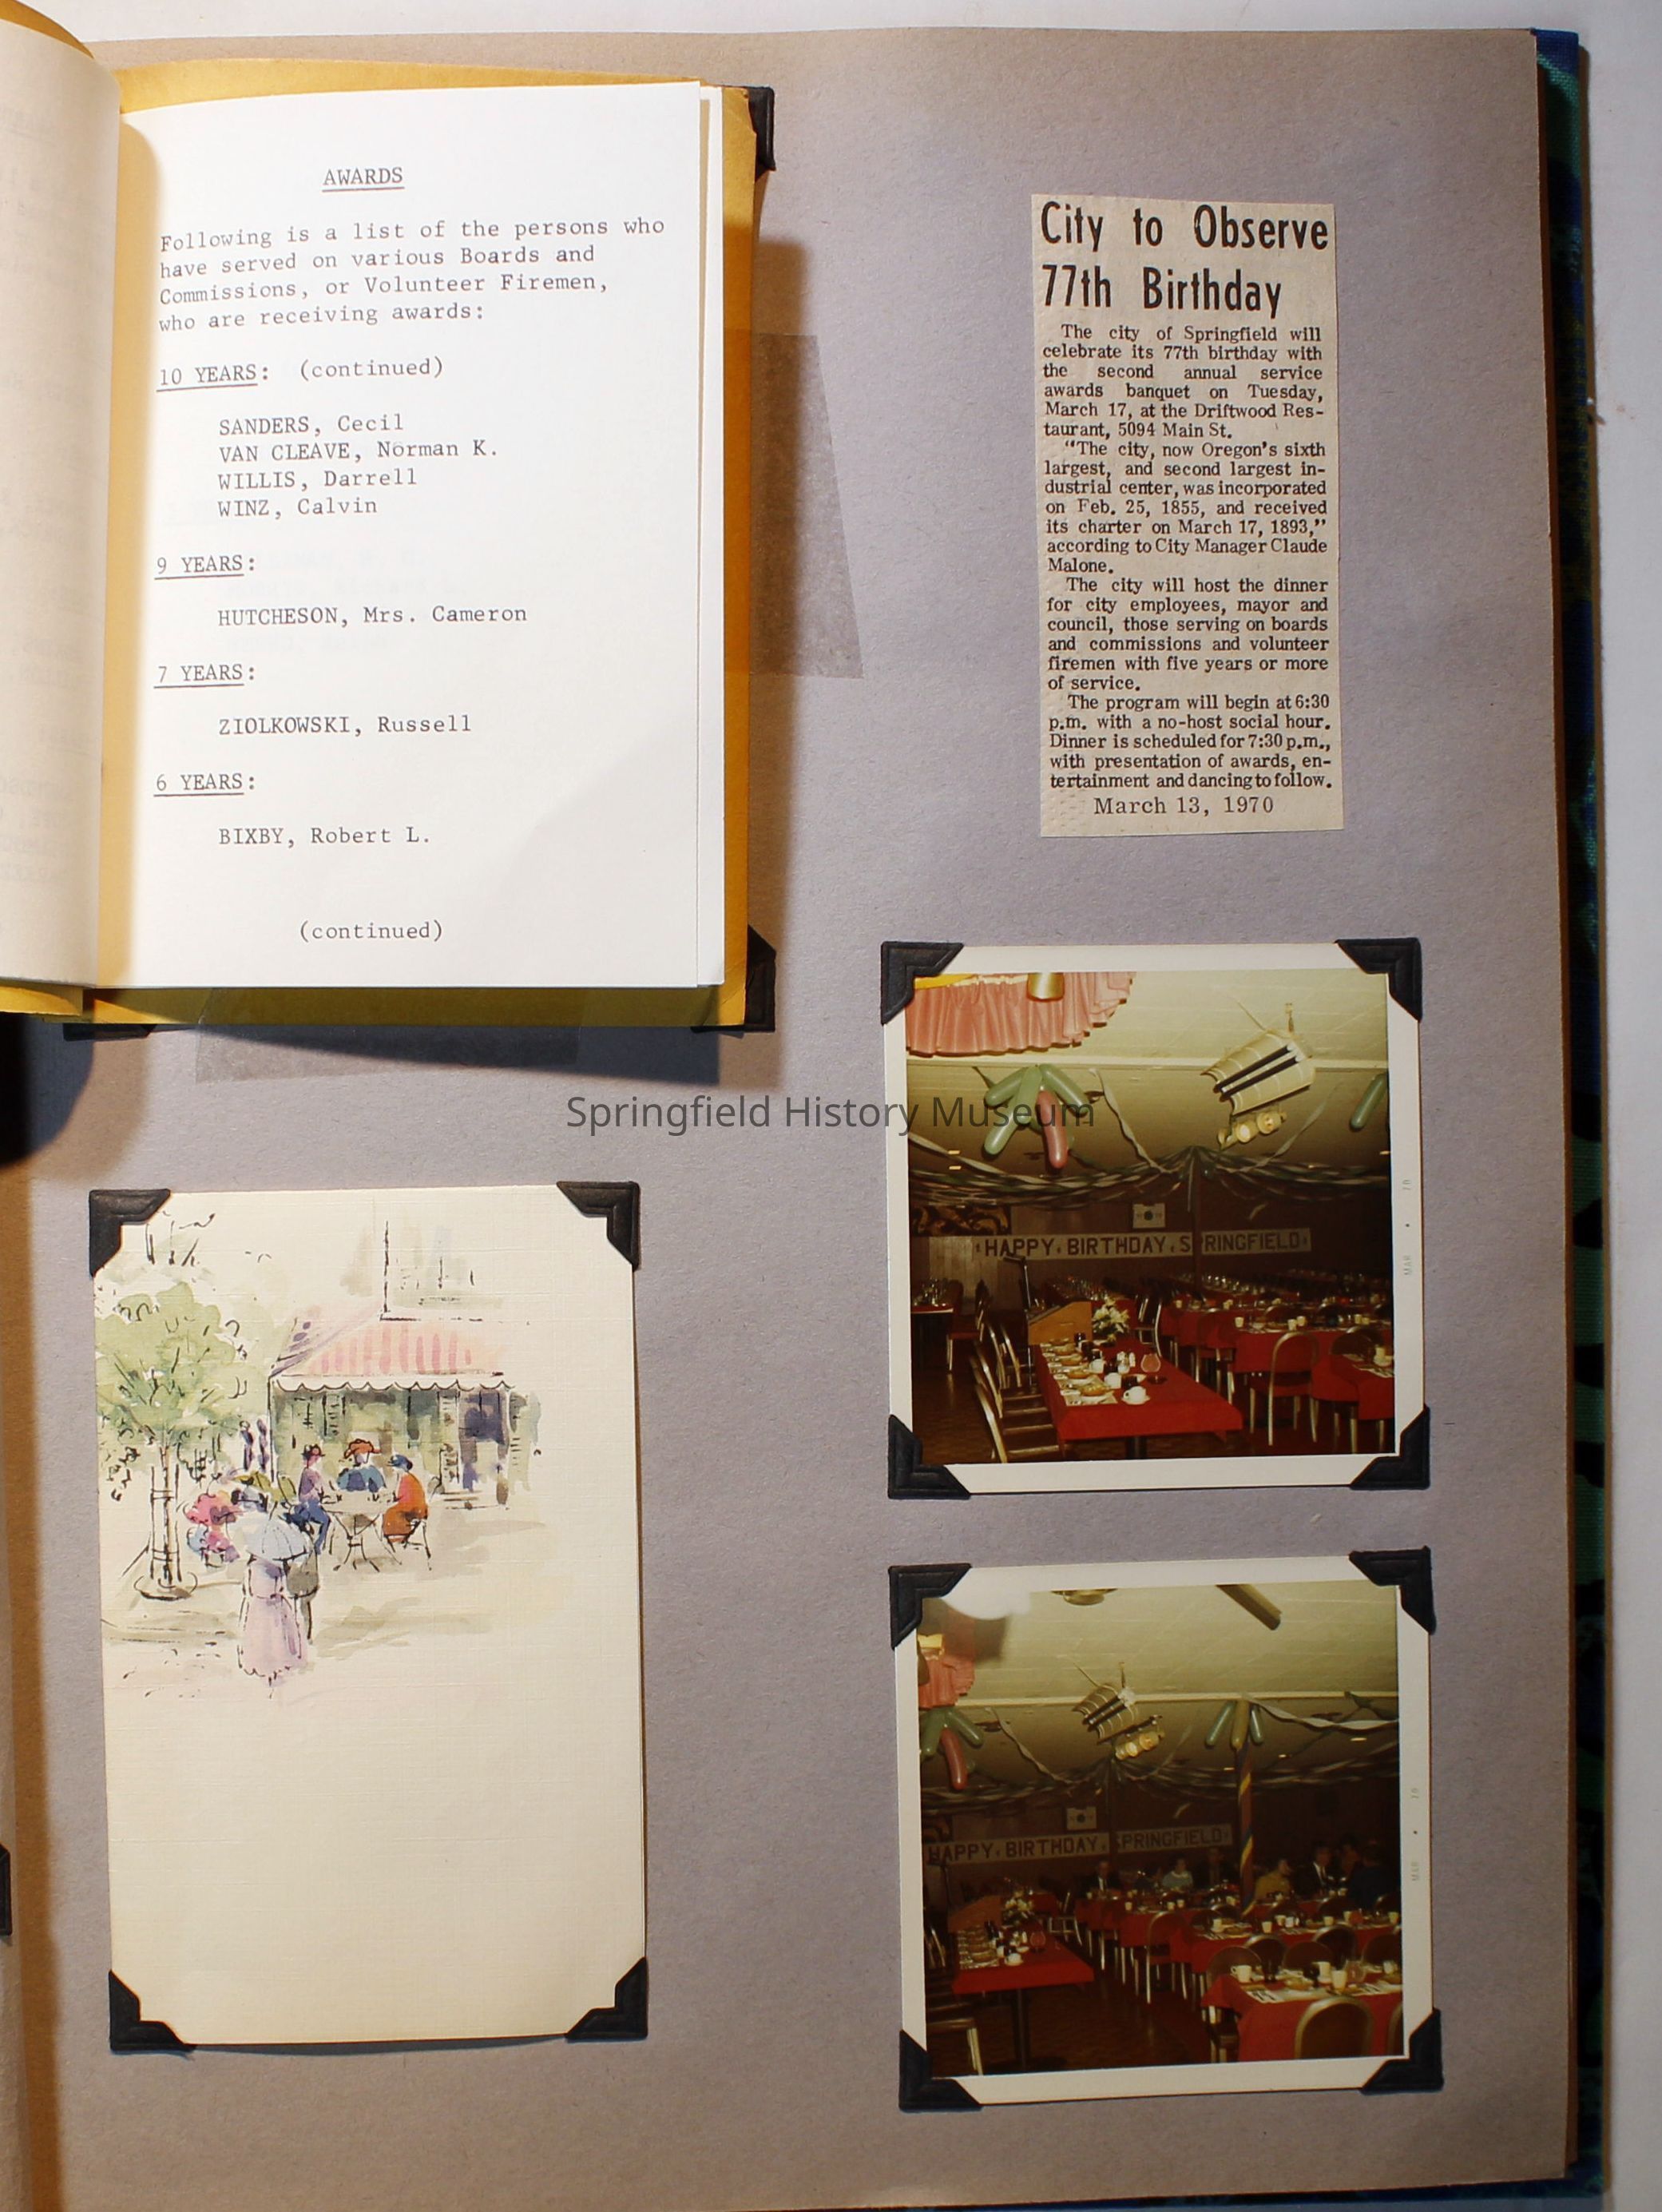 AWARDS
Following is a list of the persons who
have served on various Boards and
Commissions, or Volunteer Firemen,
who are receiving awards:
10 YEARS: (continued)
SANDERS, Cecil
VAN CLEAVE, Norman K.
WILLIS, Darrell
WINZ, Calvin
9 YEARS:
HUTCHESON, Mrs. Cameron
7 YEARS:
ZIOLKOWSKI, Russell
6 YEARS:
BIXBY, Robert L.
(continued)
City to Observe
77th Birthday
The city of Springfield will
celebrate its 77th birthday with
the second annual service
awards banquet on Tuesday,
March 17, at the Driftwood Res-
taurant, 5094 Main St.
"The city, now Oregon's sixth
largest, and second largest in-
dustrial center, was incorporated
on Feb. 25, 1855, and received
its charter on March 17, 1893,"
according to City Manager Claude
Malone.
The city will host the dinner
for city employees, mayor and
council, those serving on boards
and commissions and volunteer
firemen with five years or more
of service.
The program will begin at 6:30
p.m. with a no-host social hour.
Dinner is scheduled for 7:30 p.m.,
with presentation of awards, en-
tertainment and dancing to follow.
March 13, 1970
Springfield History Museum
HAPPY BIRTHDAY S RINGFIELD
MAR • 70
HAPPY BIRTHDAY SPRINGFIELD
MAR • 70